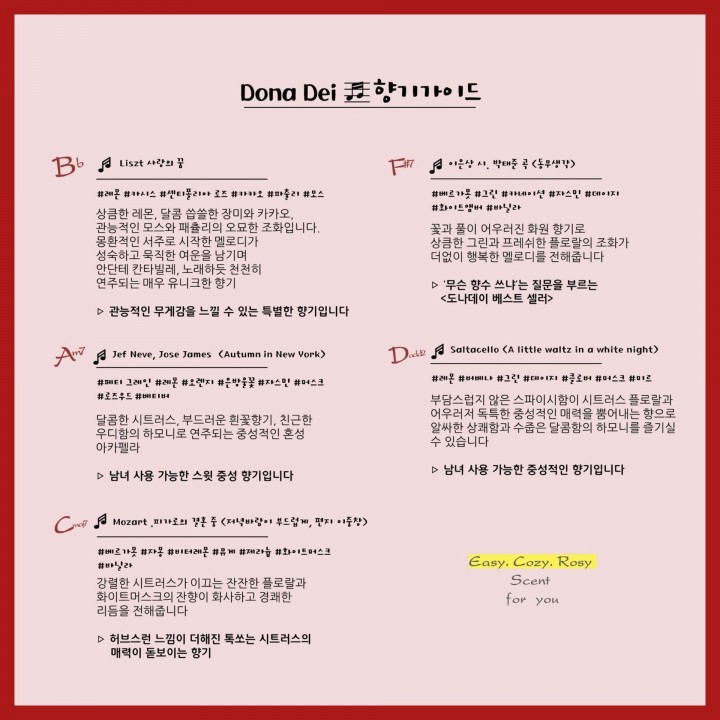 Dona Dei 향기가이드
Bb Liszt 사랑의 꿈
#레몬 #카시스 #센티폴리아 로즈 #카카오 #파출리 #모스
상큼한 레몬, 달콤 씁쓸한 장미와 카카오,
관능적인 모스와 패츌리의 오묘한 조화입니다.
몽환적인 서주로 시작한 멜로디가
성숙하고 묵직한 여운을 남기며
안단테 칸타빌레, 노래하듯 천천히
연주되는 매우 유니크한 향기
▷ 관능적인 무게감을 느낄 수 있는 특별한 향기입니다
Am7 Jef Neve, Jose James <Autumn in New York>
#페티 그레인 #레몬 #오렌지 #은방울꽃 #자스민 #머스크
#로즈우드 #베티버
달콤한 시트러스, 부드러운 흰꽃향기, 친근한
우디함의 하모니로 연주되는 중성적인 혼성
아카펠라
▷ 남녀 사용 가능한 스윗 중성 향기입니다
Cmaj7 Mozart ,피가로의 결혼 중 <저녁바람이 부드럽게, 편지 이중창>
#베르가못 #자몽 #비터레몬 #뮤게 #제라늄 #화이트머스크
#바닐라
강렬한 시트러스가 이끄는 잔잔한 플로랄과
화이트머스크의 잔향이 화사하고 경쾌한
리듬을 전해줍니다
▷ 허브스런 느낌이 더해진 톡쏘는 시트러스의
매력이 돋보이는 향기
F#7 이은상 시, 박태준 곡 <동무생각>
#베르가못 #그린 #카네이션 #자스민 #데이지
#화이트앰버 #바닐라
꽃과 풀이 어우러진 화원 향기로
상큼한 그린과 프레쉬한 플로랄의 조화가
더없이 행복한 멜로디를 전해줍니다
▷ '무슨 향수 쓰냐'는 질문을 부르는
<도나데이 베스트 셀러>
Dadd2 Saltacello <A little waltz in a white night>
#레몬 #버베나 #그린 #데이지 #클로버 #머스크 #미르
부담스럽지 않은 스파이시함이 시트러스 플로랄과
어우러저 독특한 중성적인 매력을 뿜어내는 향으로
알싸한 상쾌함과 수줍은 달콤함의 하모니를 즐기실
수 있습니다
▷ 남녀 사용 가능한 중성적인 향기입니다
Easy. Cozy. Rosy
Scent
for you